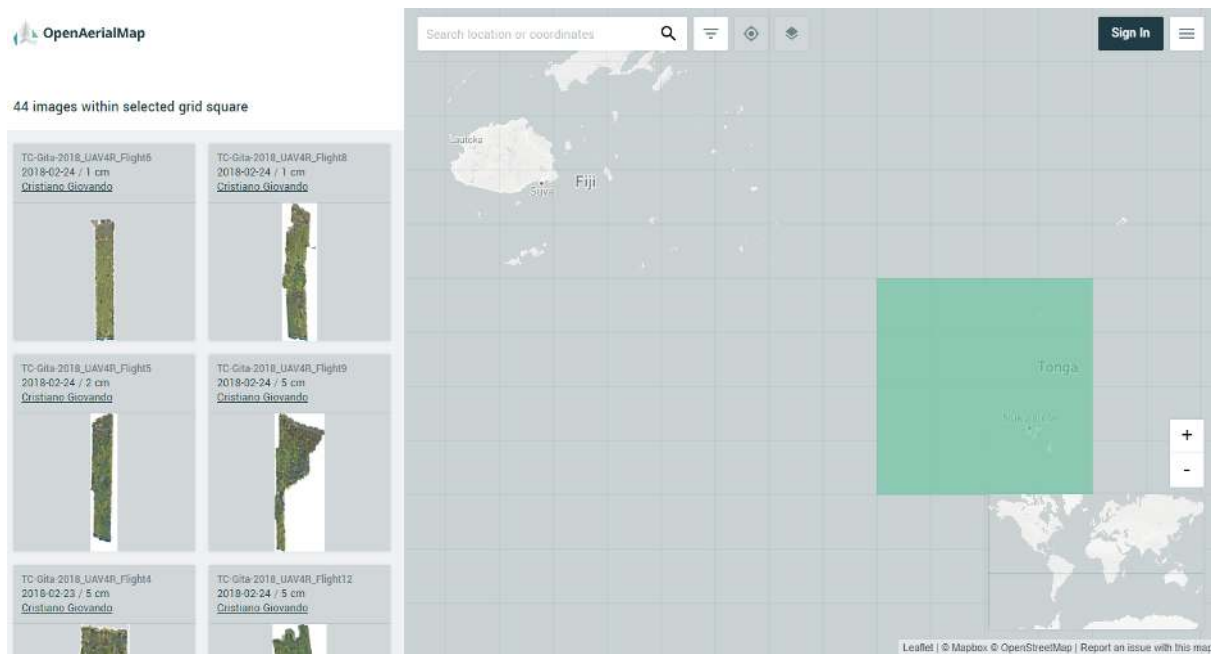 OpenAerialMap
Search location or coordinates
Sign In
44 images within selected grid square
TC-Gita-2018_UAV4R_Flight6
2018-02-24 / 1 cm
Cristiano Giovando
TC-Gita-2018_UAV4R_Flight8
2018-02-24 / 1 cm
Cristiano Giovando
TC-Gita-2018_UAV4R_Flight5
2018-02-24 / 2 cm
Cristiano Giovando
TC-Gita-2018_UAV4R_Flight9
2018-02-24 / 5 cm
Cristiano Giovando
TC-Gita-2018_UAV4R_Flight4
2018-02-23 / 5 cm
Cristiano Giovando
TC-Gita-2018_UAV4R_Flight12
2018-02-24 / 5 cm
Cristiano Giovando
Lautoka
Suva
Fiji
Tonga
+
-
Leaflet | © Mapbox © OpenStreetMap | Report an issue with this map